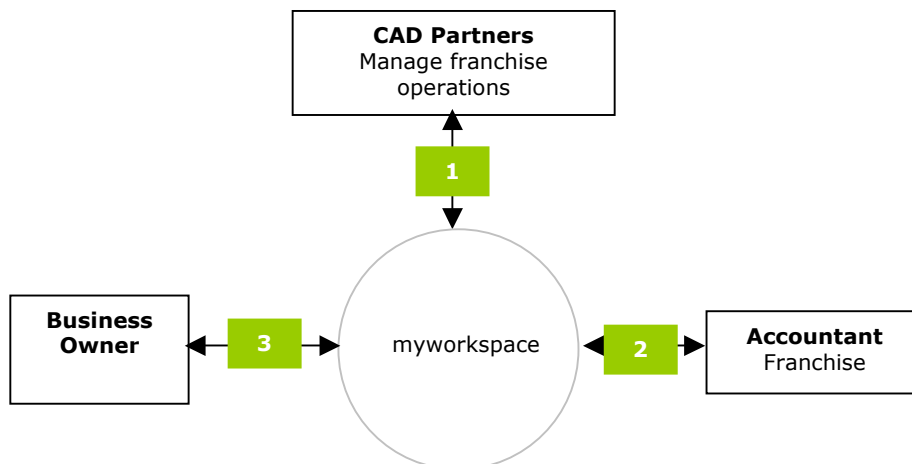 CAD Partners
Manage franchise
operations
1
Business
Owner
3
myworkspace
2
Accountant
Franchise